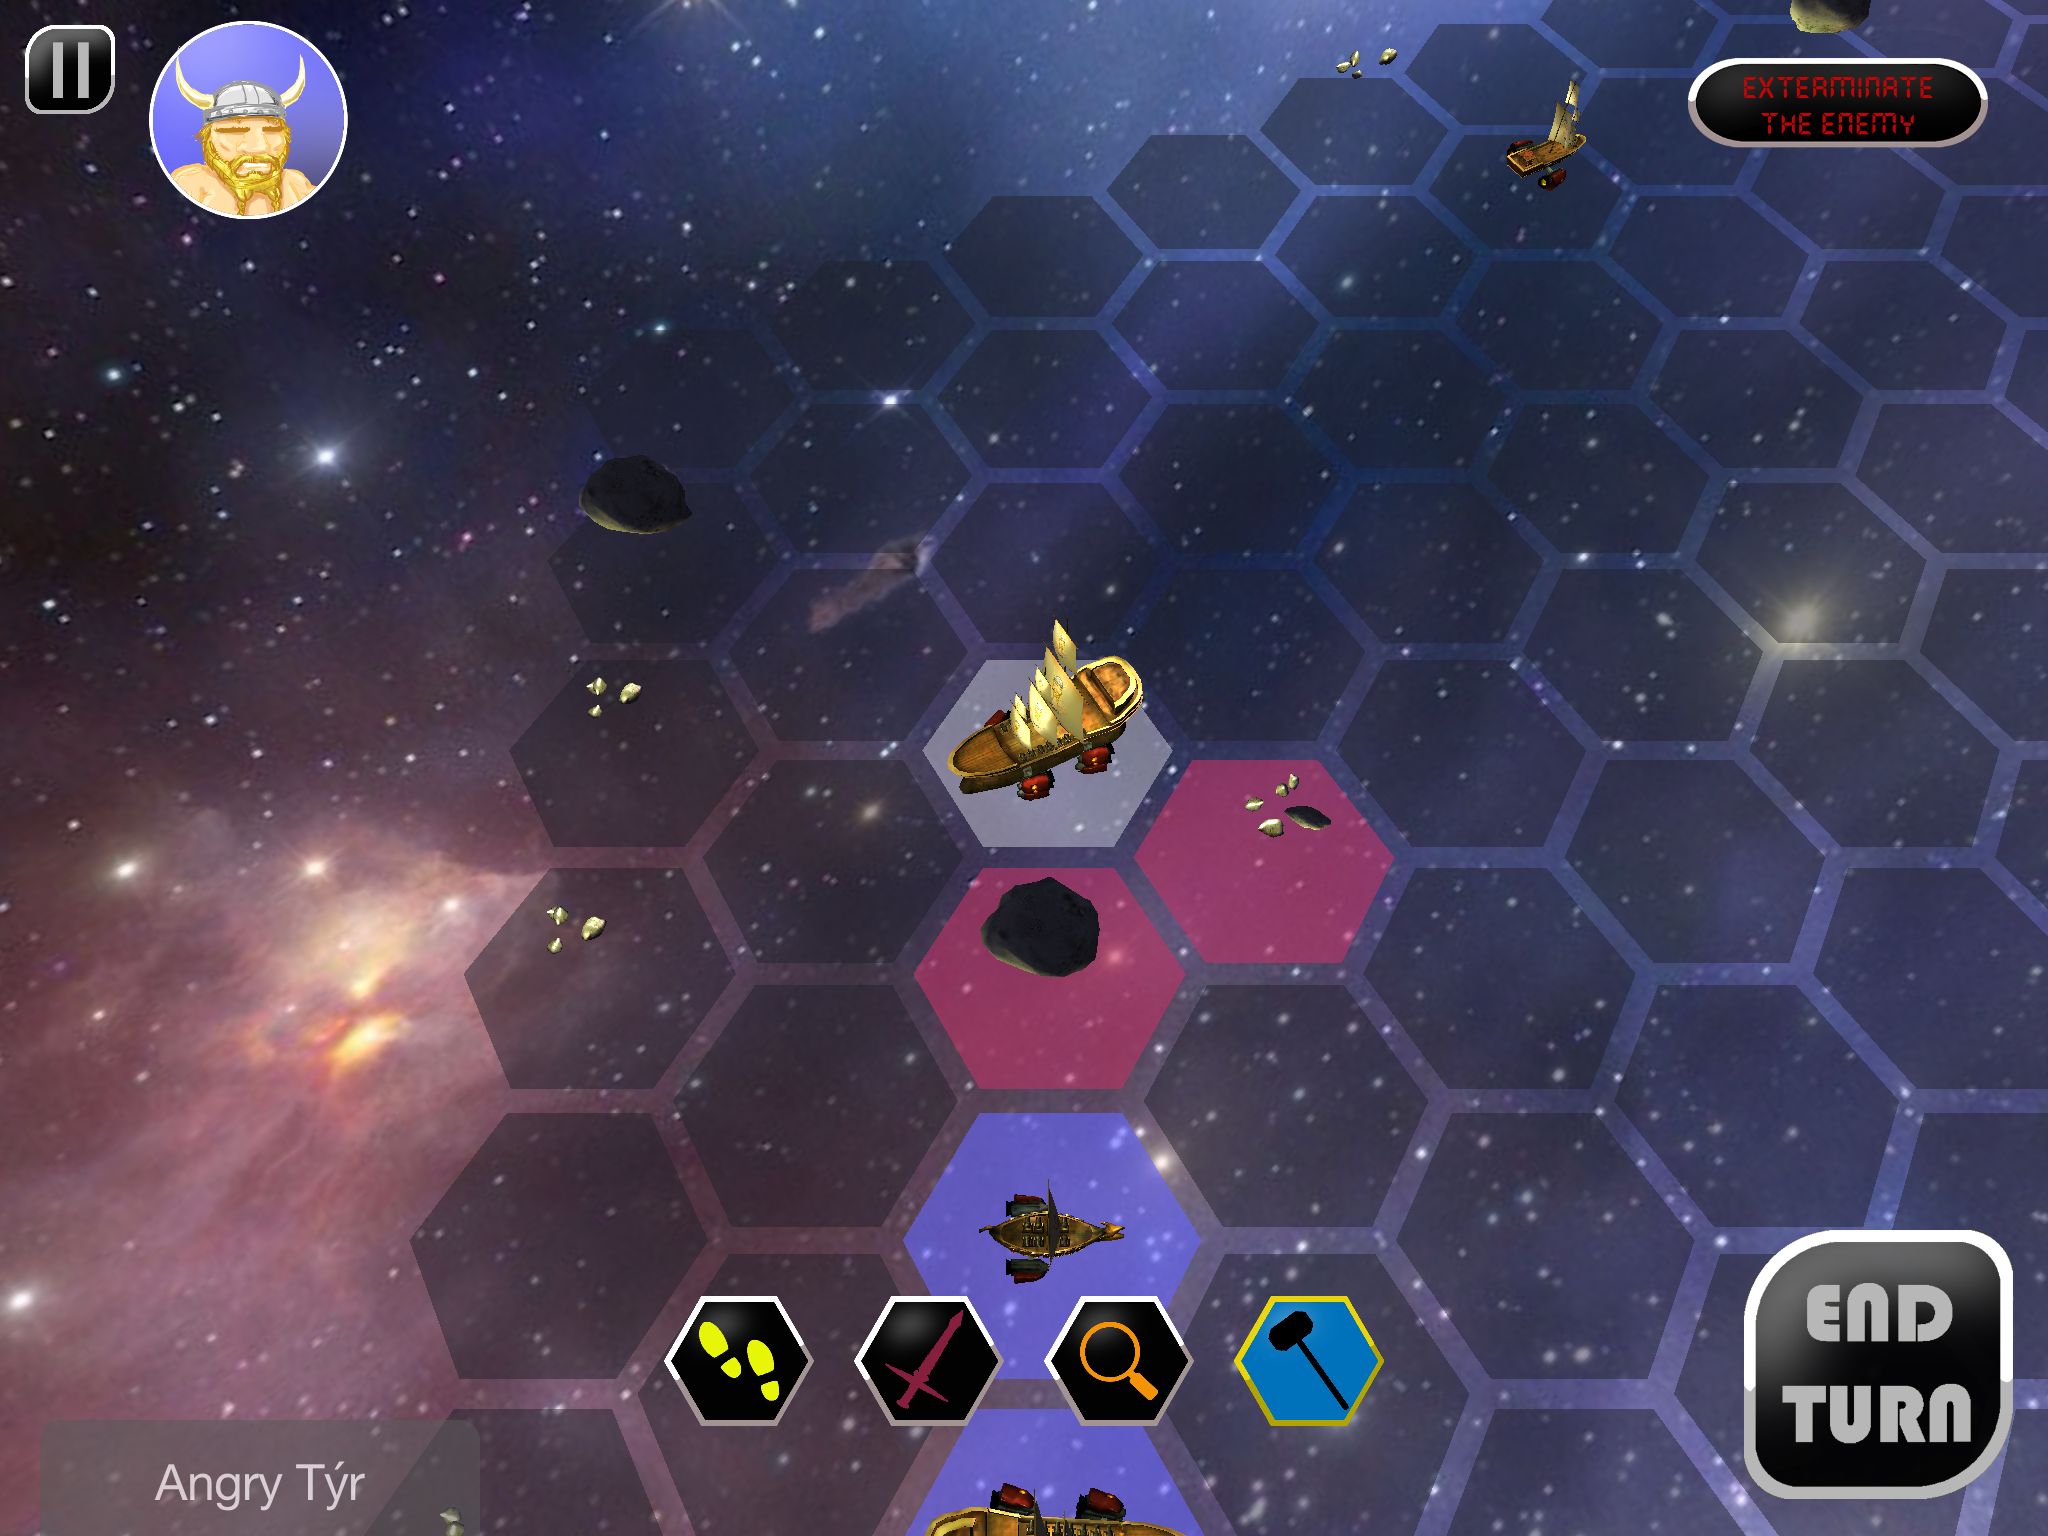 EXTERMINATE
THE ENEMY
END
TURN
Angry Týr